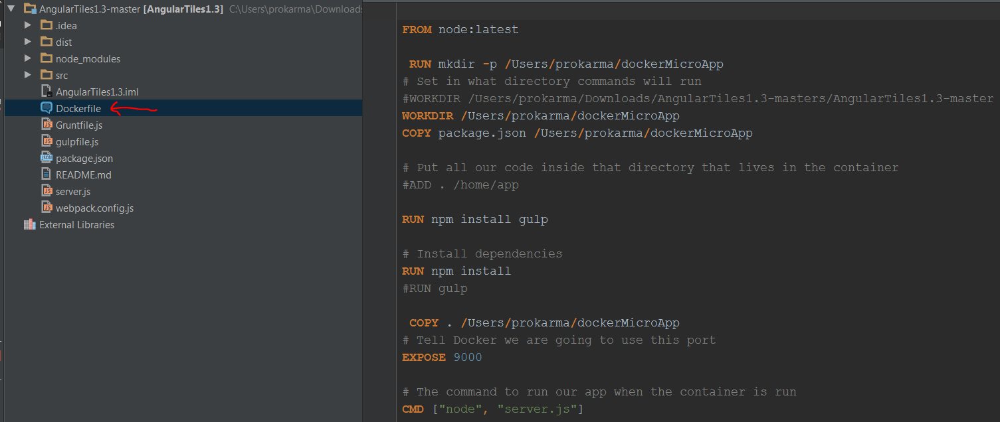 AngularTiles1.3-master [AngularTiles1.3] C:\Users\prokarma\Downloads
.idea
dist
node_modules
src
AngularTiles1.3.iml
Dockerfile
Gruntfile.js
gulpfile.js
package.json
README.md
server.js
webpack.config.js
External Libraries
FROM node:latest
RUN mkdir -p /Users/prokarma/dockerMicroApp
# Set in what directory commands will run
#WORKDIR /Users/prokarma/Downloads/AngularTiles1.3-masters/AngularTiles1.3-master
WORKDIR /Users/prokarma/dockerMicroApp
COPY package.json /Users/prokarma/dockerMicroApp
# Put all our code inside that directory that lives in the container
#ADD . /home/app
RUN npm install gulp
# Install dependencies
RUN npm install
#RUN gulp
COPY . /Users/prokarma/dockerMicroApp
# Tell Docker we are going to use this port
EXPOSE 9000
# The command to run our app when the container is run
CMD ["node", "server.js"]